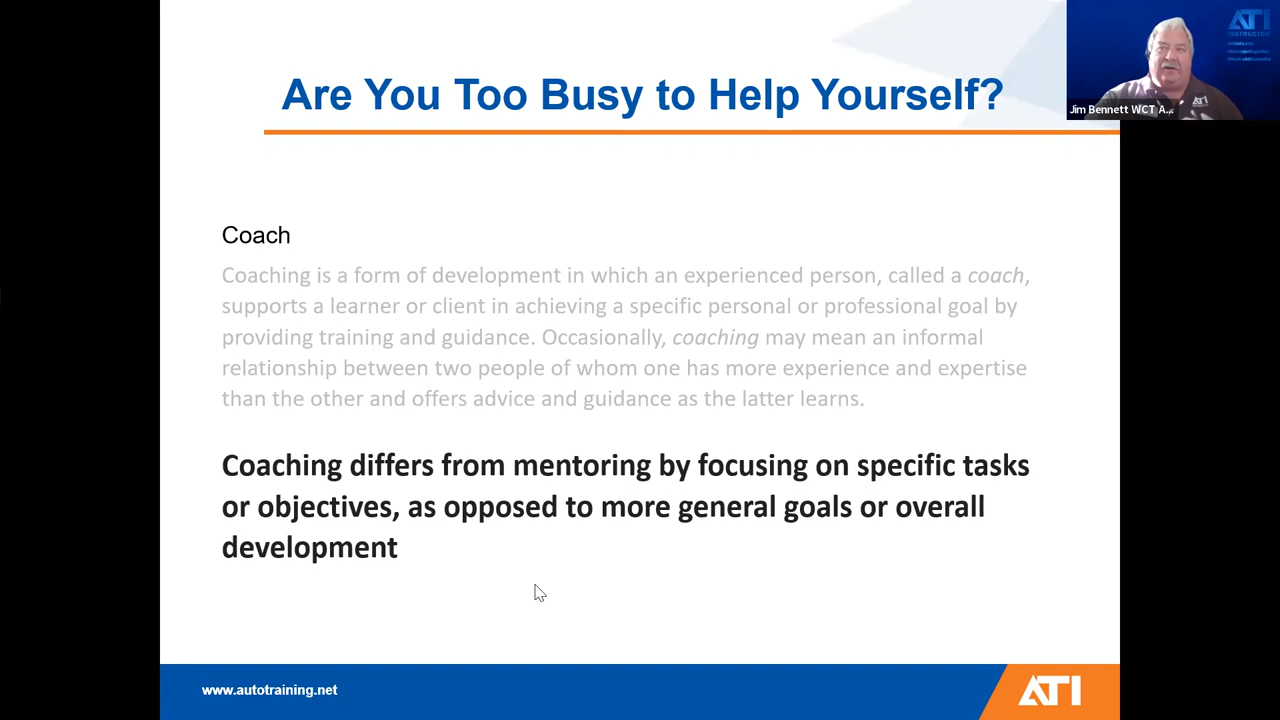 Are You Too Busy to Help Yourself?
ATI
INSTRUCTOR
Jim Bennett WCT A...
Coach
Coaching is a form of development in which an experienced person, called a coach,
supports a learner or client in achieving a specific personal or professional goal by
providing training and guidance. Occasionally, coaching may mean an informal
relationship between two people of whom one has more experience and expertise
than the other and offers advice and guidance as the latter learns.
Coaching differs from mentoring by focusing on specific tasks
or objectives, as opposed to more general goals or overall
development
www.autotraining.net
ATI